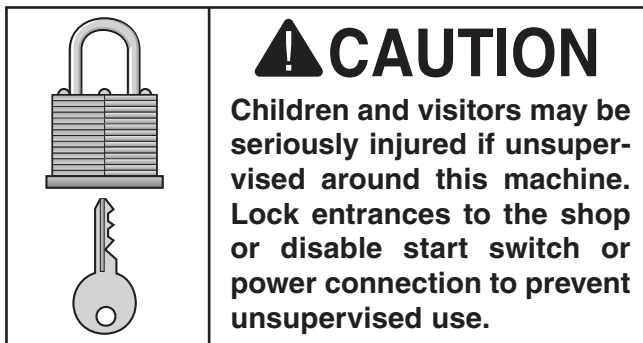 CAUTION
Children and visitors may be
seriously injured if unsuper-
vised around this machine.
Lock entrances to the shop
or disable start switch or
power connection to prevent
unsupervised use.